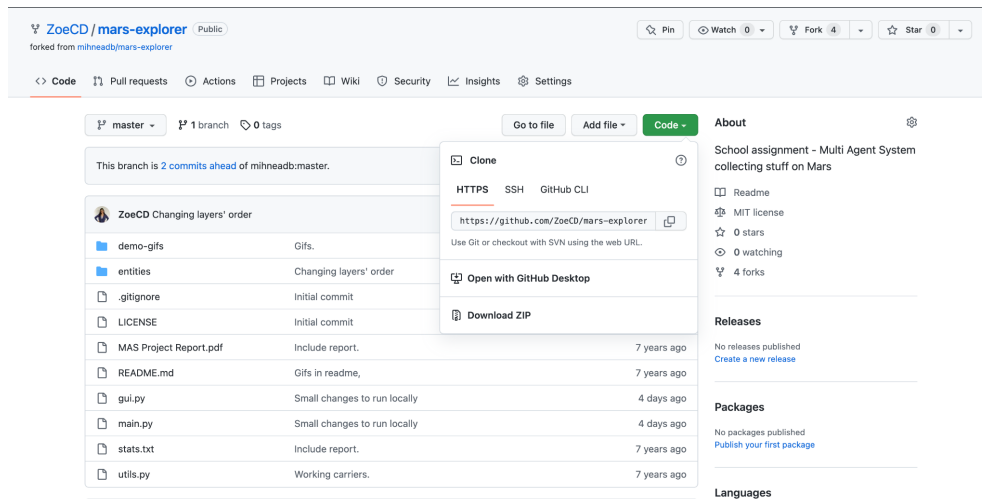 ZoeCD / mars-explorer Public
Pin Watch 0 Fork 4 Star 0
forked from mihneadb/mars-explorer
<> Code Pull requests Actions Projects Wiki Security Insights Settings
master 1 branch 0 tags Go to file Add file Code
This branch is 2 commits ahead of mihneadb:master.
ZoeCD Changing layers' order
demo-gifs Gifs.
entities Changing layers' order
.gitignore Initial commit
LICENSE Initial commit
MAS Project Report.pdf Include report. 7 years ago
README.md Gifs in readme, 7 years ago
gui.py Small changes to run locally 4 days ago
main.py Small changes to run locally 4 days ago
stats.txt Include report. 7 years ago
utils.py Working carriers. 7 years ago
Clone
HTTPS SSH GitHub CLI
https://github.com/ZoeCD/mars-explorer
Use Git or checkout with SVN using the web URL.
Open with GitHub Desktop
Download ZIP
About
School assignment - Multi Agent System
collecting stuff on Mars
Readme
MIT license
0 stars
0 watching
4 forks
Releases
No releases published
Create a new release
Packages
No packages published
Publish your first package
Languages